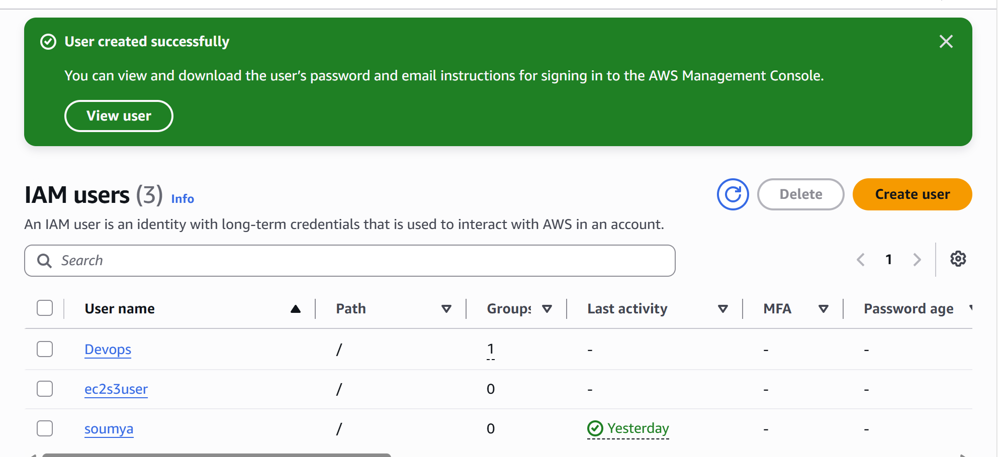 User created successfully
You can view and download the user’s password and email instructions for signing in to the AWS Management Console.
View user
IAM users (3) Info
Delete
Create user
An IAM user is an identity with long-term credentials that is used to interact with AWS in an account.
Search
1
User name Path Groups Last activity MFA Password age
Devops / 1 - - -
ec2s3user / 0 - - -
soumya / 0 Yesterday - -